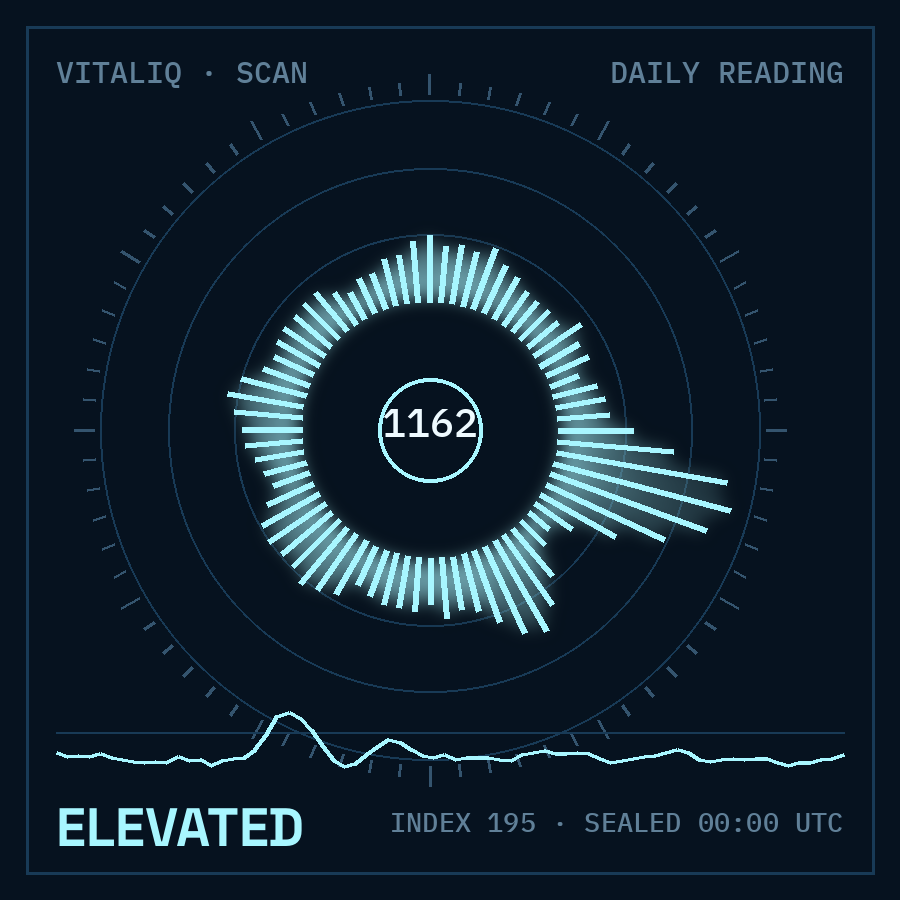 VITALIQ · SCAN
DAILY READING
1162
ELEVATED
INDEX 195 · SEALED 00:00 UTC